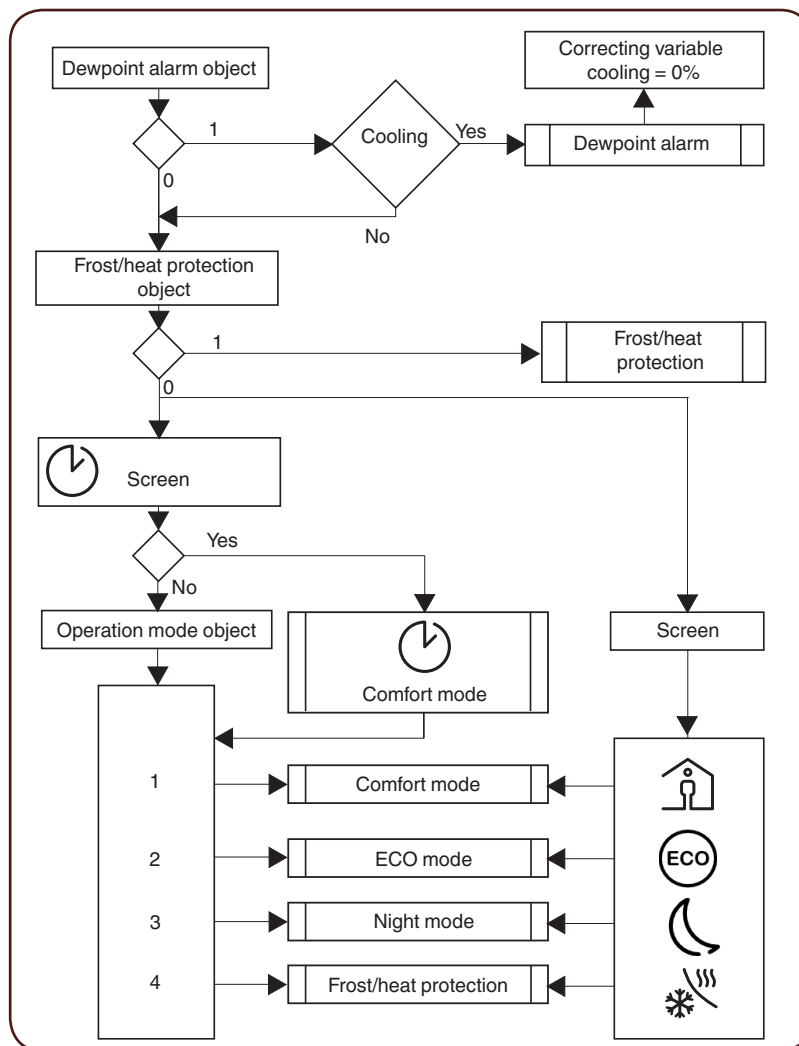 Dewpoint alarm object
Correcting variable
cooling = 0%
1
Cooling
Yes
Dewpoint alarm
0
No
Frost/heat protection
object
1
Frost/heat
protection
0
Screen
Yes
No
Operation mode object
Comfort mode
Screen
1
Comfort mode
2
ECO mode
ECO
3
Night mode
4
Frost/heat protection